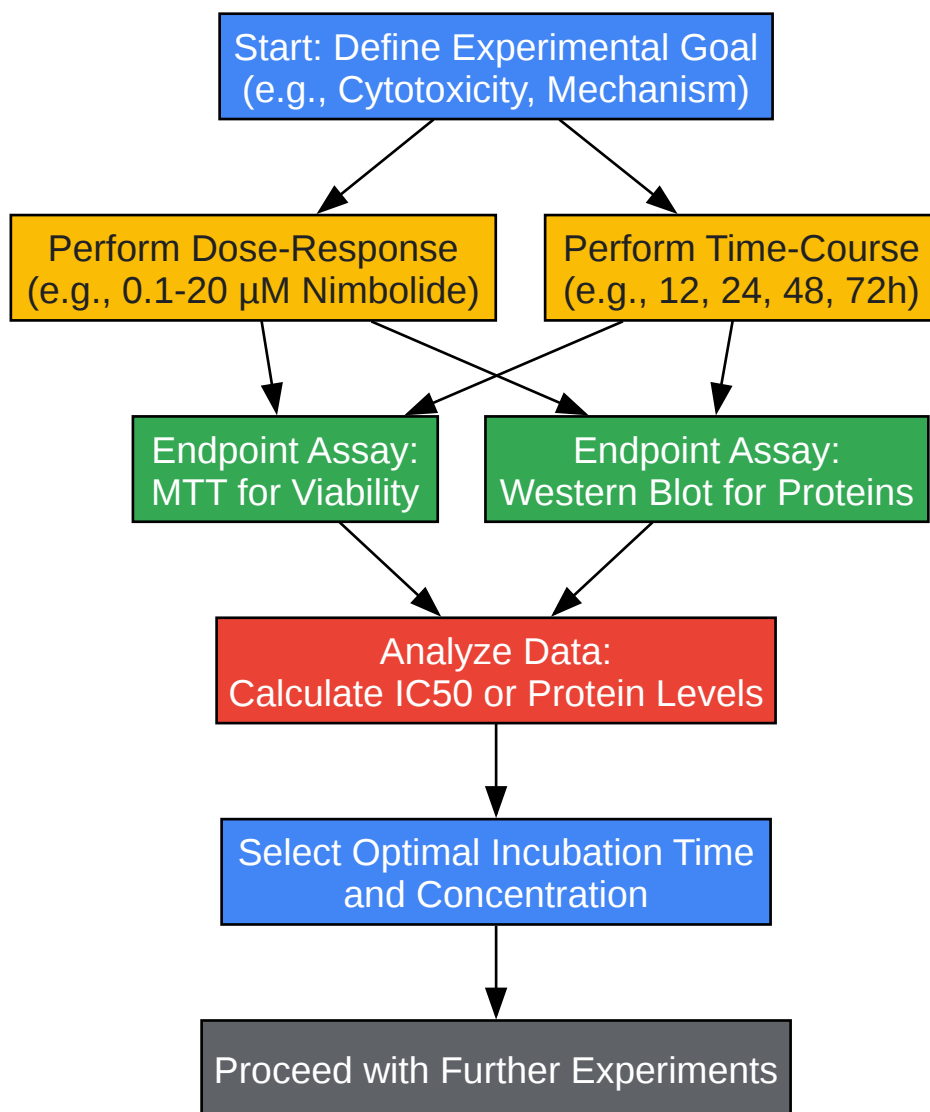 Start: Define Experimental Goal
(e.g., Cytotoxicity, Mechanism)
Perform Dose-Response
(e.g., 0.1-20 µM Nimbolide)
Perform Time-Course
(e.g., 12, 24, 48, 72h)
Endpoint Assay:
MTT for Viability
Endpoint Assay:
Western Blot for Proteins
Analyze Data:
Calculate IC50 or Protein Levels
Select Optimal Incubation Time
and Concentration
Proceed with Further Experiments